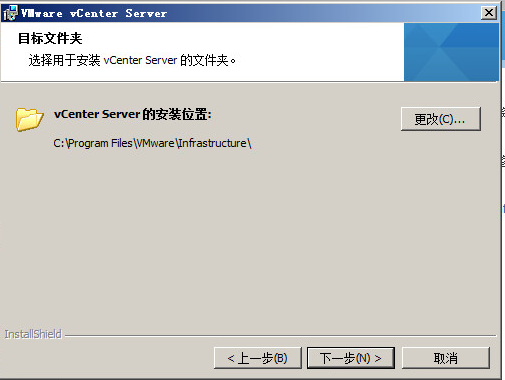 VMware vCenter Server
目标文件夹
选择用于安装 vCenter Server 的文件夹。
vCenter Server 的安装位置:
更改(C)...
C:\Program Files\VMware\Infrastructure\
InstallShield
< 上一步(B)
下一步(N) >
取消